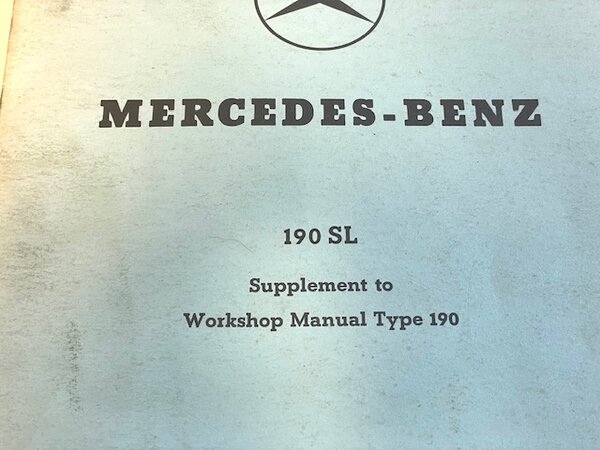 MERCEDES-BENZ
190 SL
Supplement to
Workshop Manual Type 190